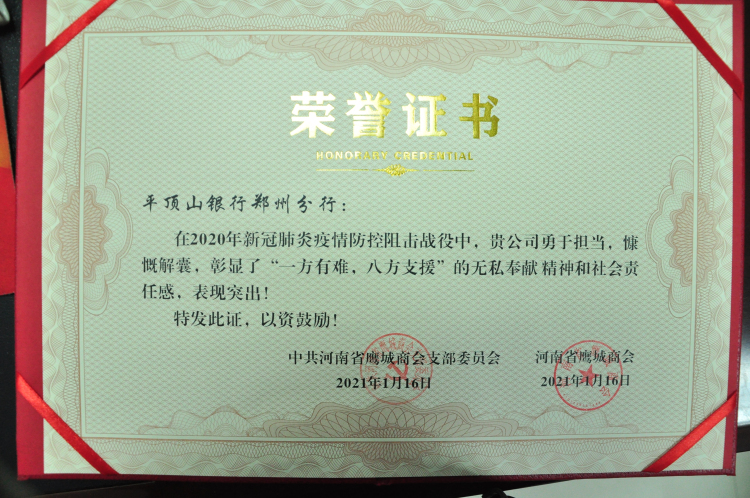 荣誉证书
HONORARY CREDENTIAL
平顶山银行郑州分行：
在2020年新冠肺炎疫情防控阻击战役中，贵公司勇于担当，慷
慨解囊，彰显了“一方有难，八方支援”的无私奉献 精神和社会责
任感，表现突出！
特发此证，以资鼓励！
中共河南省鹰城商会支部委员会
河南省鹰城商会
2021年1月16日
2021年1月16日